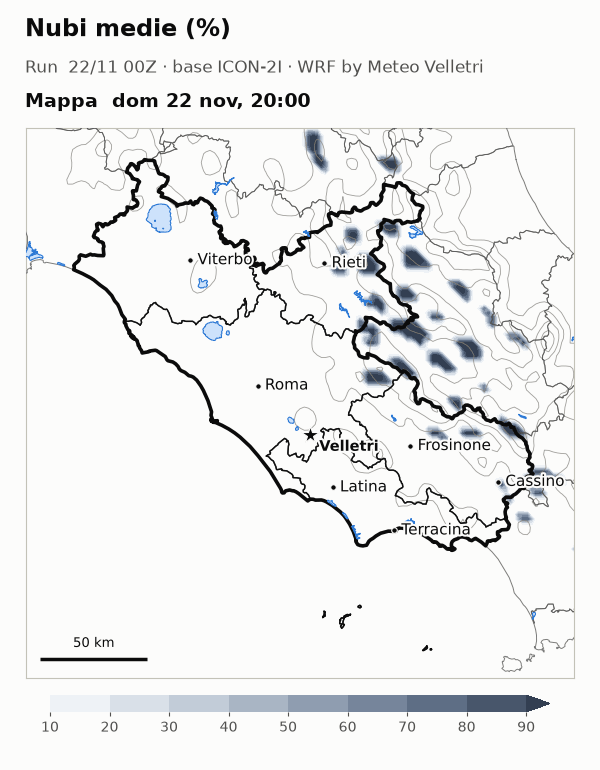 Nubi medie (%)
Run  22/11 00Z · base ICON-2I · WRF by Meteo Velletri
Mappa  dom 22 nov, 20:00
Viterbo
Rieti
Roma
Velletri
Frosinone
Latina
Cassino
Terracina
50 km
10 20 30 40 50 60 70 80 90